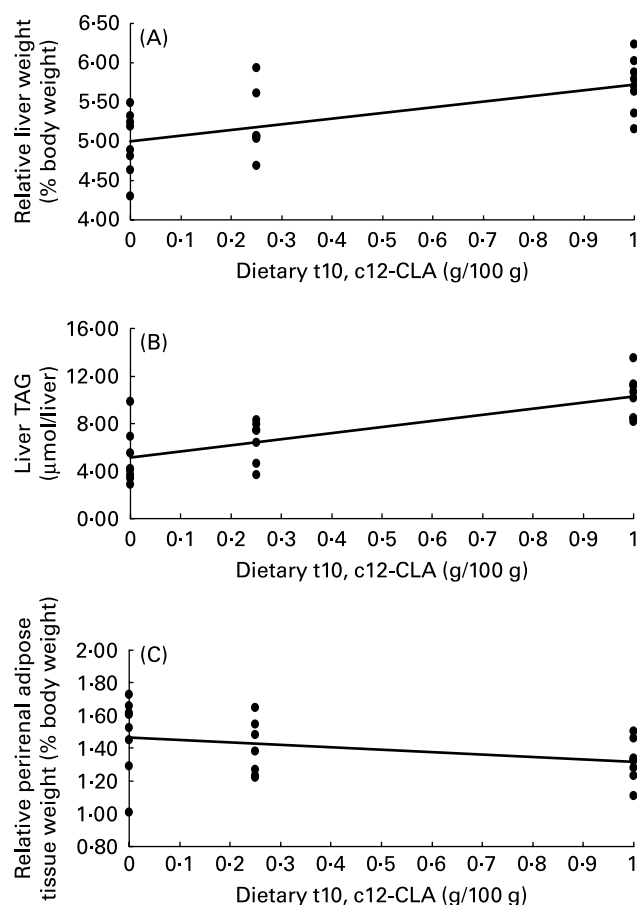 (A)
Relative liver weight
(% body weight)
6·50
6·00
5·50
5·00
4·50
4·00
0 0·1 0·2 0·3 0·4 0·5 0·6 0·7 0·8 0·9 1
Dietary t10, c12-CLA (g/100 g)
(B)
Liver TAG
(μmol/liver)
16·00
12·00
8·00
4·00
0·00
0 0·1 0·2 0·3 0·4 0·5 0·6 0·7 0·8 0·9 1
Dietary t10, c12-CLA (g/100 g)
(C)
Relative perirenal adipose
tissue weight (% body weight)
2·00
1·80
1·60
1·40
1·20
1·00
0·80
0 0·1 0·2 0·3 0·4 0·5 0·6 0·7 0·8 0·9 1
Dietary t10, c12-CLA (g/100 g)